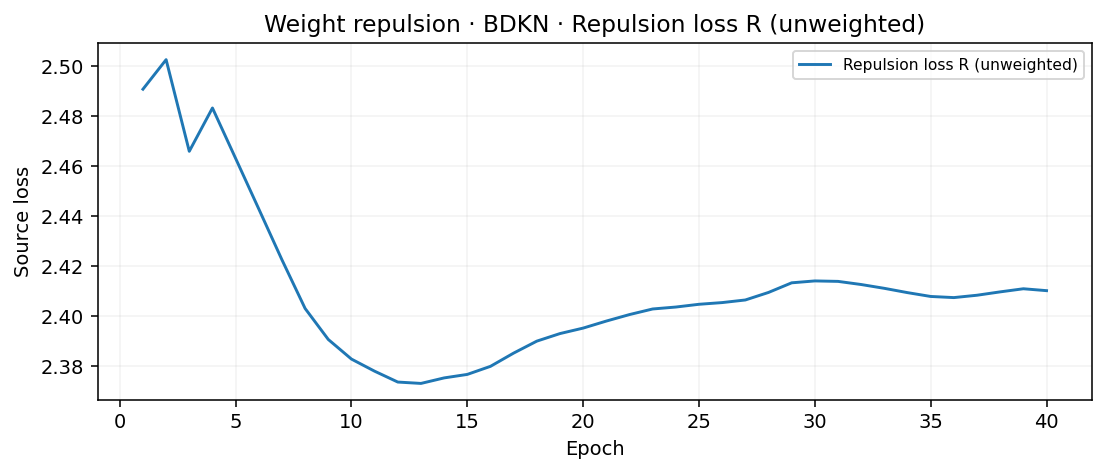 Weight repulsion · BDKN · Repulsion loss R (unweighted)
Repulsion loss R (unweighted)
Source loss
2.50
2.48
2.46
2.44
2.42
2.40
2.38
0 5 10 15 20 25 30 35 40
Epoch